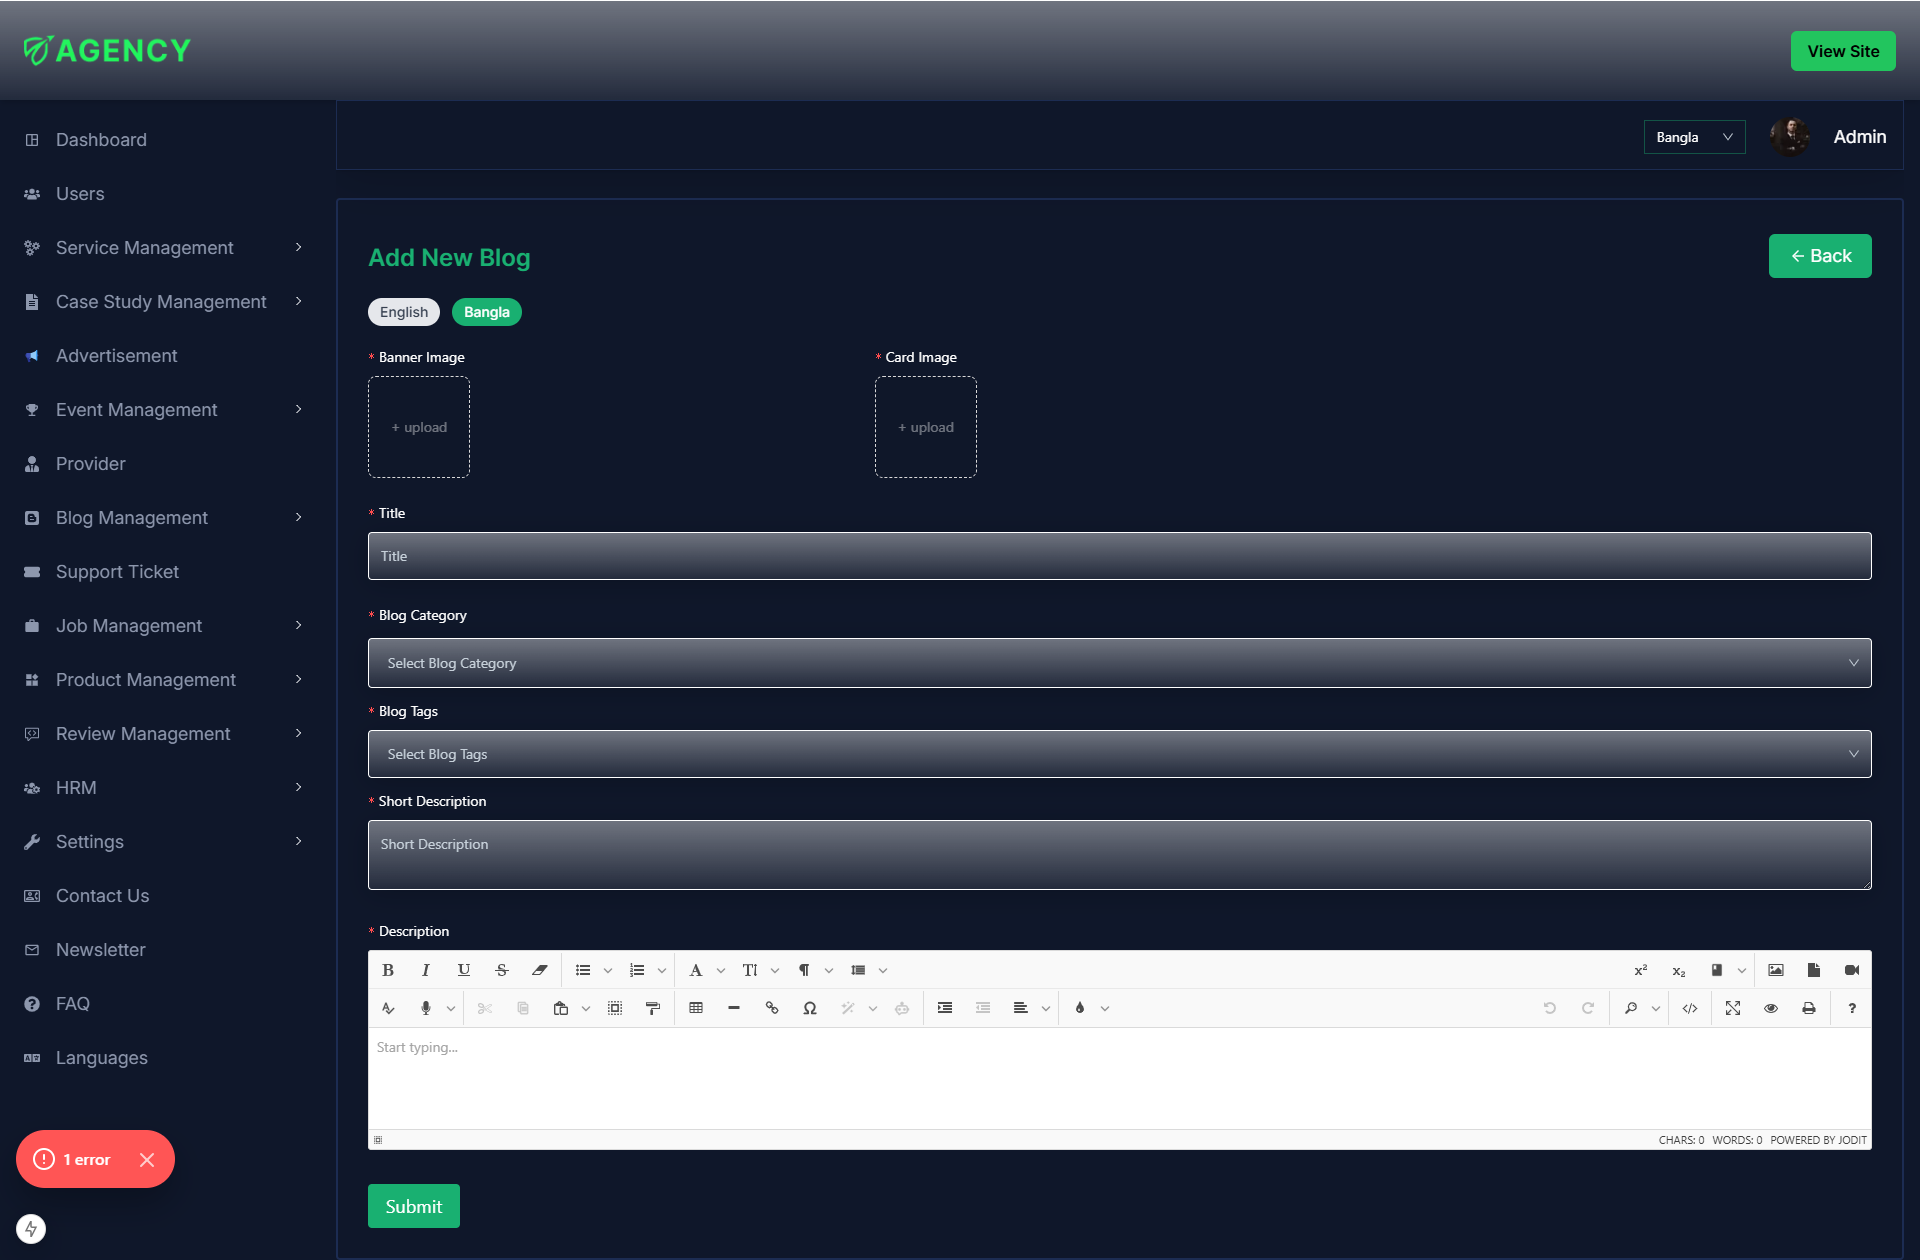 AGENCY
View Site
Dashboard
Users
Service Management
Case Study Management
Advertisement
Event Management
Provider
Blog Management
Support Ticket
Job Management
Product Management
Review Management
HRM
Settings
Contact Us
Newsletter
FAQ
Languages
1 error
Bangla
Admin
Add New Blog
← Back
English Bangla
* Banner Image
+ upload
* Card Image
+ upload
* Title
Title
* Blog Category
Select Blog Category
* Blog Tags
Select Blog Tags
* Short Description
Short Description
* Description
Start typing...
CHARS: 0 WORDS: 0 POWERED BY JODIT
Submit